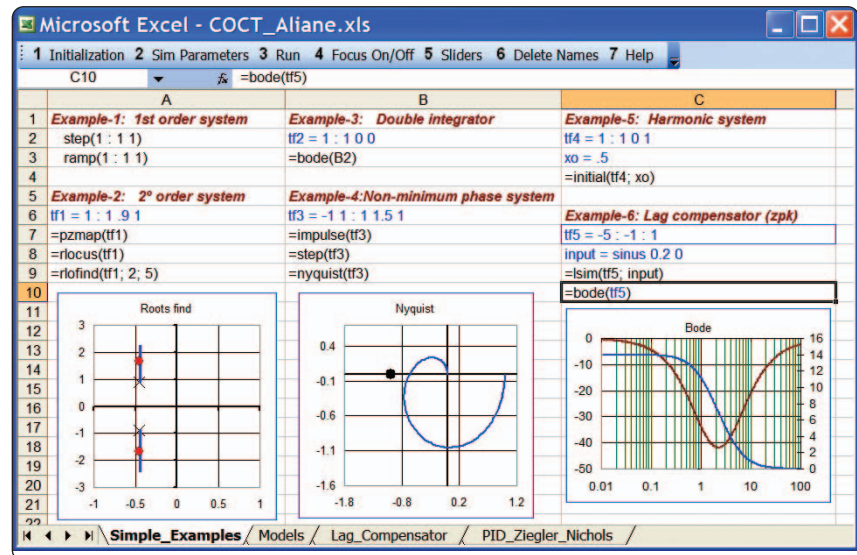 Microsoft Excel - COCT_Aliane.xls
1 Initialization 2 Sim Parameters 3 Run 4 Focus On/Off 5 Sliders 6 Delete Names 7 Help
C10 fx =bode(tf5)
A B C
1 Example-1: 1st order system Example-3: Double integrator Example-5: Harmonic system
2 step(1 : 1 1) tf2 = 1 : 1 0 0 tf4 = 1 : 1 0 1
3 ramp(1 : 1 1) =bode(B2) xo = .5
4 =initial(tf4; xo)
5 Example-2: 2º order system Example-4:Non-minimum phase system
6 tf1 = 1 : 1 .9 1 tf3 = -1 1 : 1 1.5 1 Example-6: Lag compensator (zpk)
7 =pzmap(tf1) =impulse(tf3) tf5 = -5 : -1 : 1
8 =rlocus(tf1) =step(tf3) input = sinus 0.2 0
9 =rlofind(tf1; 2; 5) =nyquist(tf3) =lsim(tf5; input)
10 =bode(tf5)
11
12
13
14
15
16
17
18
19
20
21
22
Roots find
3
2
1
0
-1
-2
-3
-1 -0.5 0 0.5 1
Nyquist
0.4
-0.1
-0.6
-1.1
-1.6
-1.8 -0.8 0.2 1.2
Bode
0 16
14
-10 12
10
-20
8
-30 6
4
-40
2
-50 0
0.01 0.1 1 10 100
Simple_Examples Models Lag_Compensator PID_Ziegler_Nichols